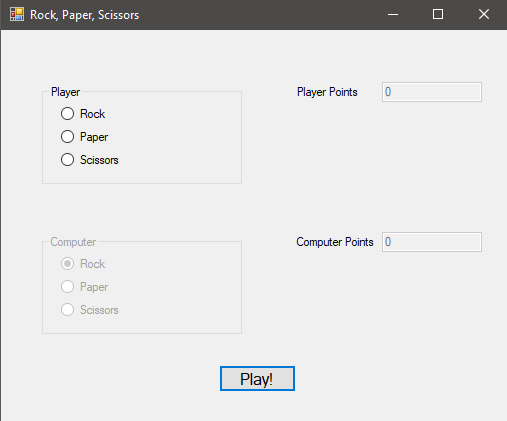 Rock, Paper, Scissors
Player
Rock
Paper
Scissors
Player Points 0
Computer
Rock
Paper
Scissors
Computer Points 0
Play!